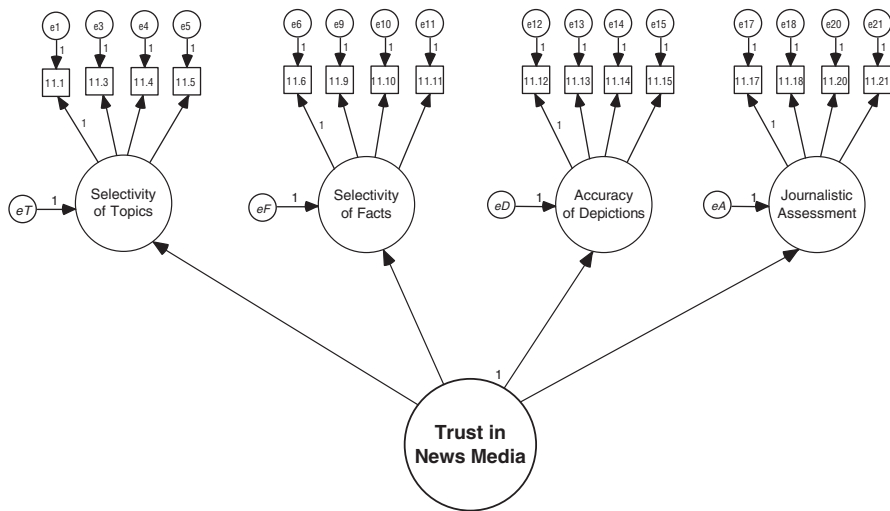 e1 e3 e4 e5 e6 e9 e10 e11 e12 e13 e14 e15 e17 e18 e20 e21
1 1 1 1 1 1 1 1 1 1 1 1 1 1 1 1
11.1 11.3 11.4 11.5 11.6 11.9 11.10 11.11 11.12 11.13 11.14 11.15 11.17 11.18 11.20 11.21
1 1 1 1
eT 1 Selectivity
of Topics
eF 1 Selectivity
of Facts
eD 1 Accuracy
of Depictions
eA 1 Journalistic
Assessment
1
Trust in
News Media